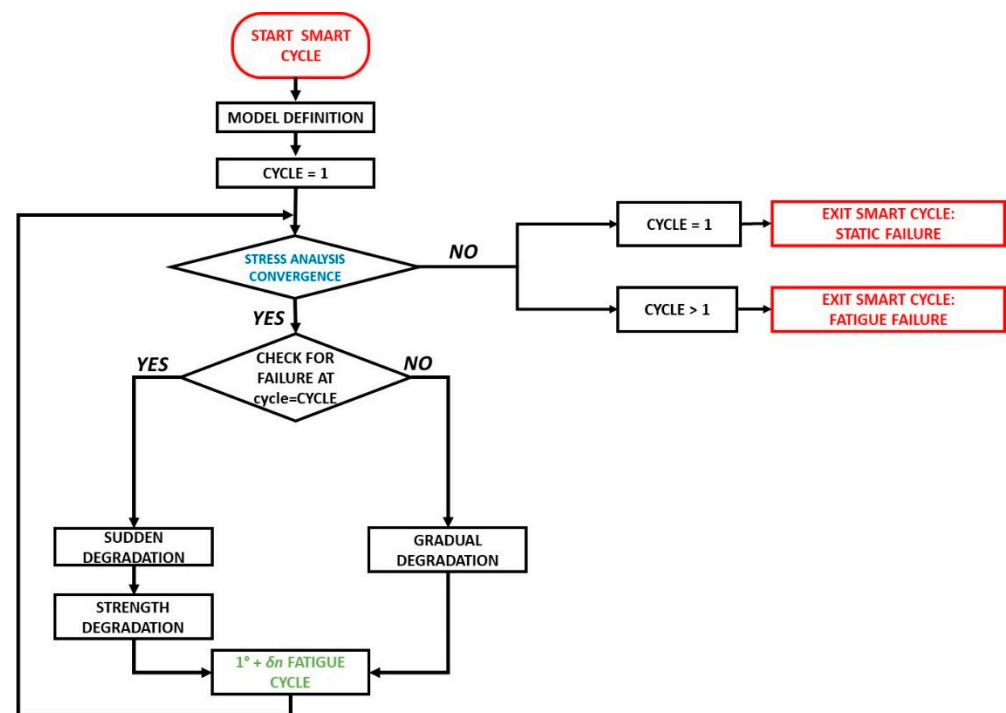 START SMART
CYCLE
MODEL DEFINITION
CYCLE = 1
STRESS ANALYSIS
CONVERGENCE
NO
CYCLE = 1
EXIT SMART CYCLE:
STATIC FAILURE
CYCLE > 1
EXIT SMART CYCLE:
FATIGUE FAILURE
YES
CHECK FOR
FAILURE AT
cycle=CYCLE
YES
NO
SUDDEN
DEGRADATION
GRADUAL
DEGRADATION
STRENGTH
DEGRADATION
1° + δn FATIGUE
CYCLE